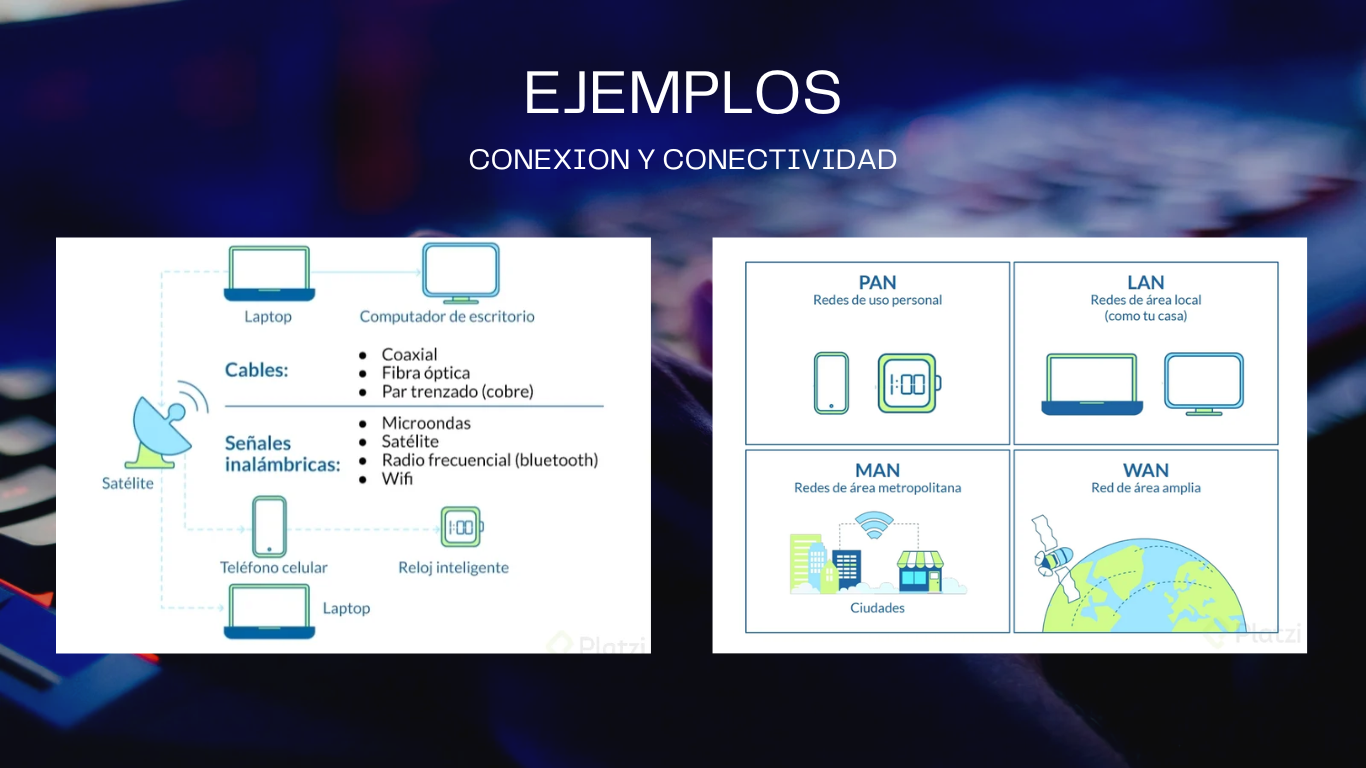 EJEMPLOS
CONEXION Y CONECTIVIDAD
Laptop
Computador de escritorio
Cables:
● Coaxial
● Fibra óptica
● Par trenzado (cobre)
Señales
inalámbricas:
● Microondas
● Satélite
● Radio frecuencial (bluetooth)
● Wifi
Satélite
1:00
Teléfono celular
Reloj inteligente
Laptop
Platzi
PAN
Redes de uso personal
1:00
LAN
Redes de área local
(como tu casa)
MAN
Redes de área metropolitana
Ciudades
WAN
Red de área amplia
Platzi